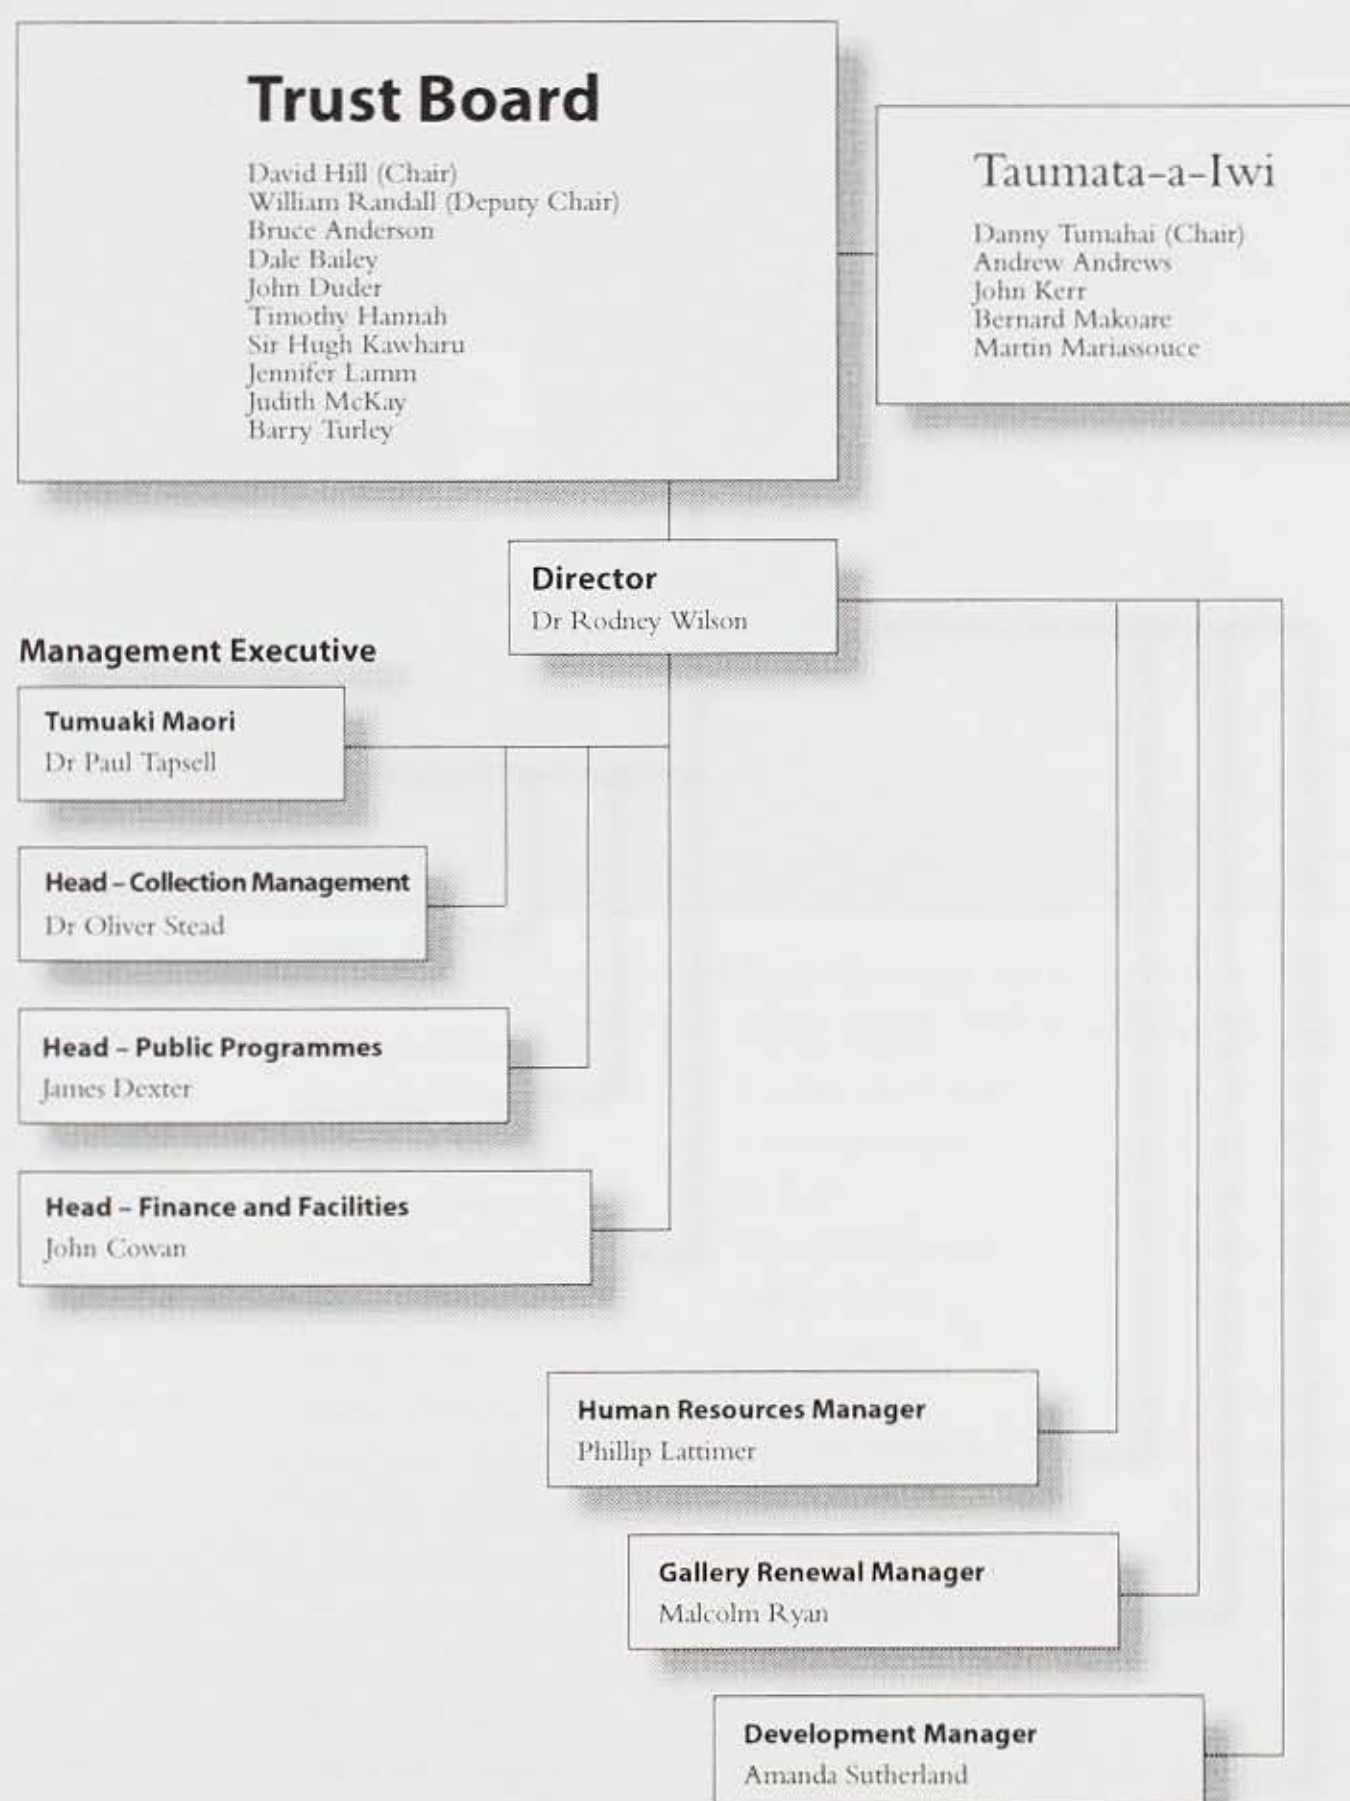 Trust Board
David Hill (Chair)
William Randall (Deputy Chair)
Bruce Anderson
Dale Bailey
John Duder
Timothy Hannah
Sir Hugh Kawharu
Jennifer Lamm
Judith McKay
Barry Turley
Taumata-a-Iwi
Danny Tumahai (Chair)
Andrew Andrews
John Kerr
Bernard Makoare
Martin Mariassouce
Director
Dr Rodney Wilson
Management Executive
Tumuaki Maori
Dr Paul Tapsell
Head – Collection Management
Dr Oliver Stead
Head – Public Programmes
James Dexter
Head – Finance and Facilities
John Cowan
Human Resources Manager
Phillip Lattimer
Gallery Renewal Manager
Malcolm Ryan
Development Manager
Amanda Sutherland